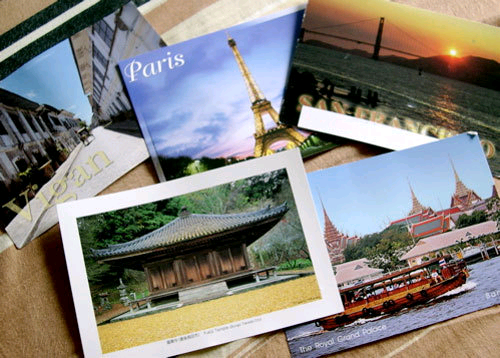 Paris
SAN FRANCISCO
Vigan
The Royal Grand Palace